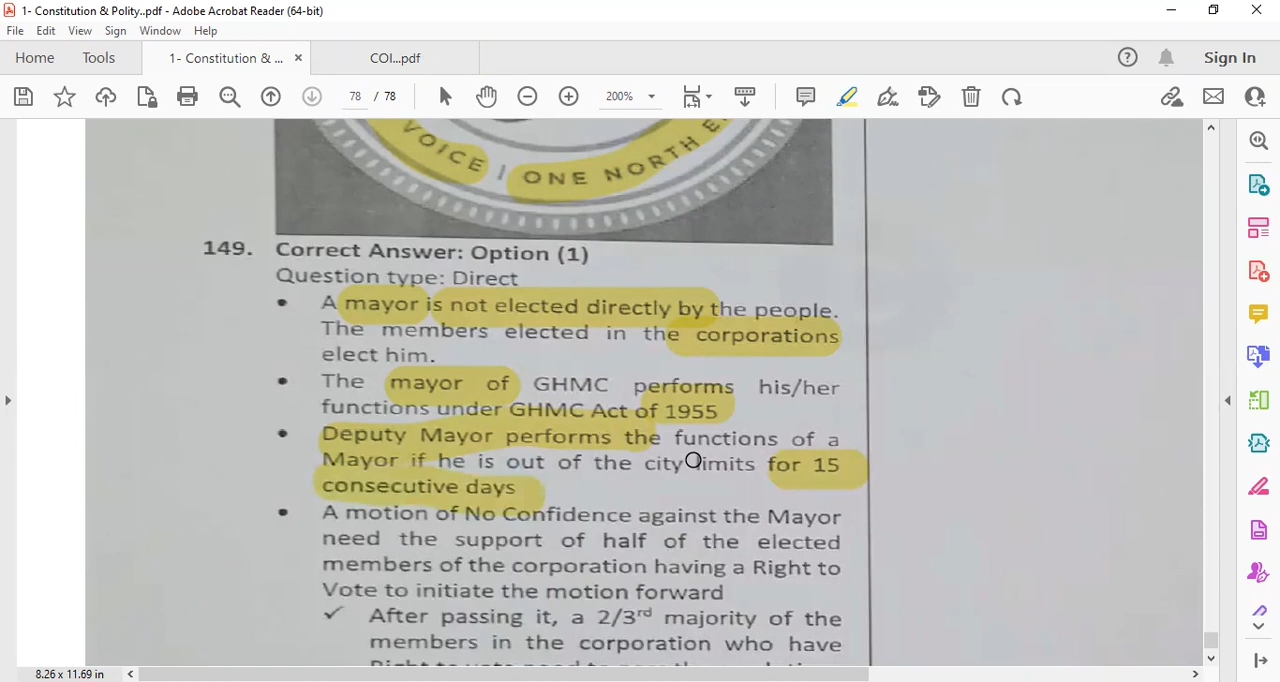 1- Constitution & Polity..pdf - Adobe Acrobat Reader (64-bit)
File Edit View Sign Window Help
Home Tools 1- Constitution & ... × COI...pdf Sign In
78 / 78 200%
VOICE | ONE NORTH E
149. Correct Answer: Option (1)
Question type: Direct
• A mayor is not elected directly by the people.
The members elected in the corporations
elect him.
• The mayor of GHMC performs his/her
functions under GHMC Act of 1955
• Deputy Mayor performs the functions of a
Mayor if he is out of the city limits for 15
consecutive days
• A motion of No Confidence against the Mayor
need the support of half of the elected
members of the corporation having a Right to
Vote to initiate the motion forward
✓ After passing it, a 2/3rd majority of the
members in the corporation who have
8.26 x 11.69 in